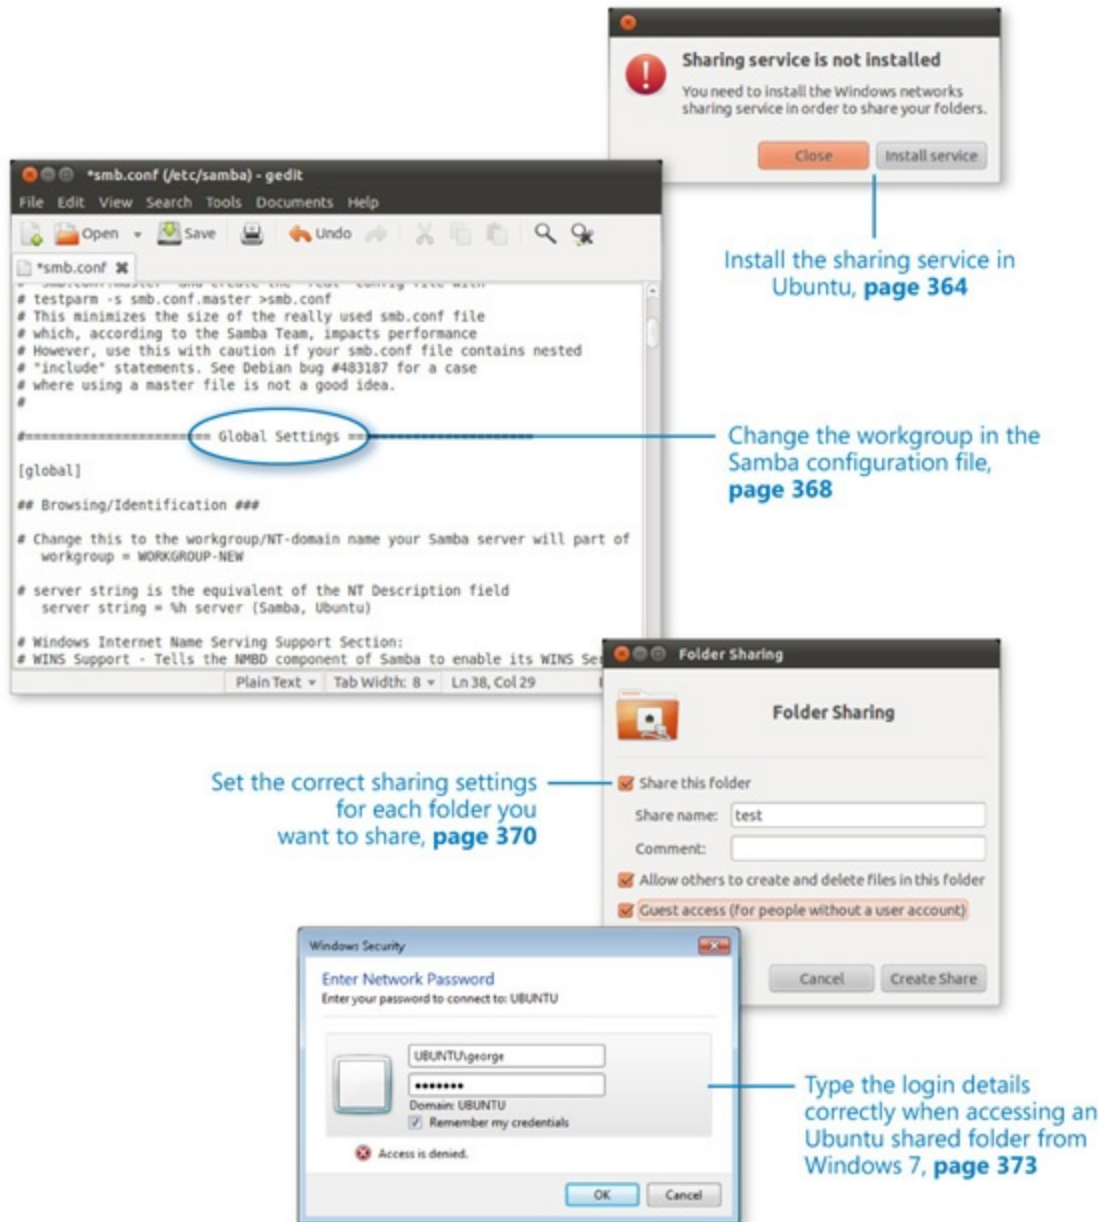 Sharing service is not installed
You need to install the Windows networks
sharing service in order to share your folders.
Close
Install service
Install the sharing service in
Ubuntu, page 364
*smb.conf (/etc/samba) - gedit
File Edit View Search Tools Documents Help
Open Save Undo
*smb.conf
# testparm -s smb.conf.master >smb.conf
# This minimizes the size of the really used smb.conf file
# which, according to the Samba Team, impacts performance
# However, use this with caution if your smb.conf file contains nested
# "include" statements. See Debian bug #483187 for a case
# where using a master file is not a good idea.
#
#======================= Global Settings =======================
[global]
## Browsing/Identification ###
# Change this to the workgroup/NT-domain name your Samba server will part of
workgroup = WORKGROUP-NEW
# server string is the equivalent of the NT Description field
server string = %h server (Samba, Ubuntu)
# Windows Internet Name Serving Support Section:
# WINS Support - Tells the NMBD component of Samba to enable its WINS Ser
Plain Text Tab Width: 8 Ln 38, Col 29
Change the workgroup in the
Samba configuration file,
page 368
Folder Sharing
Folder Sharing
Share this folder
Share name: test
Comment:
Allow others to create and delete files in this folder
Guest access (for people without a user account)
Cancel
Create Share
Set the correct sharing settings
for each folder you
want to share, page 370
Windows Security
Enter Network Password
Enter your password to connect to: UBUNTU
UBUNTU\george
•••••••
Domain: UBUNTU
Remember my credentials
Access is denied.
OK
Cancel
Type the login details
correctly when accessing an
Ubuntu shared folder from
Windows 7, page 373